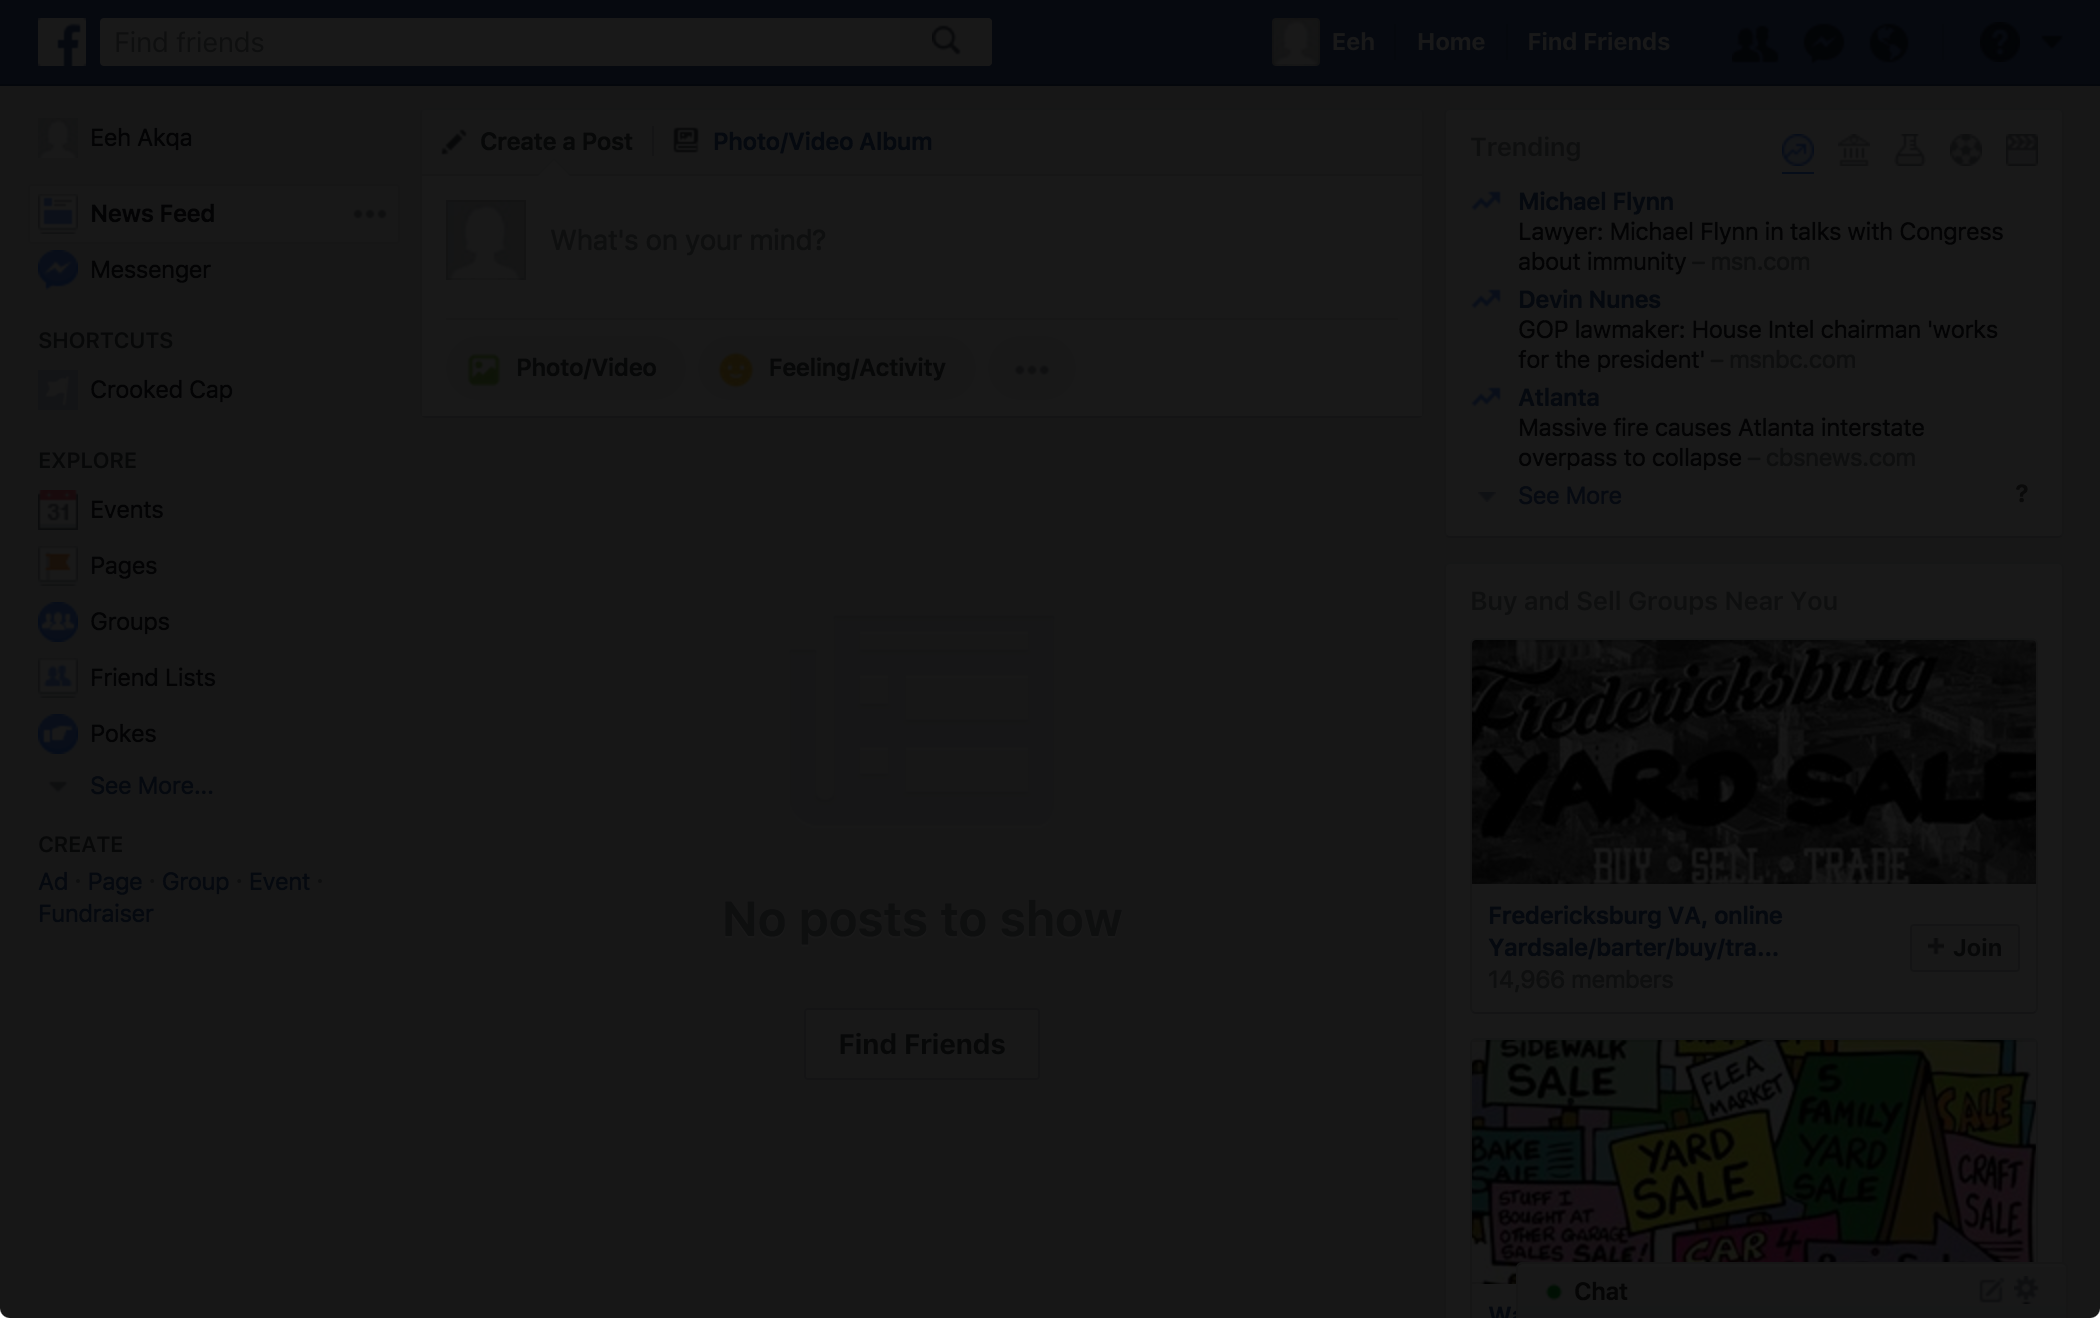 Find friends
Eeh
Home
Find Friends
Eeh Akqa
News Feed
Messenger
SHORTCUTS
Crooked Cap
EXPLORE
31
Events
Pages
Groups
Friend Lists
Pokes
See More...
CREATE
Ad · Page · Group · Event ·
Fundraiser
Create a Post
Photo/Video Album
What's on your mind?
Photo/Video
Feeling/Activity
No posts to show
Find Friends
Trending
Michael Flynn
Lawyer: Michael Flynn in talks with Congress
about immunity – msn.com
Devin Nunes
GOP lawmaker: House Intel chairman 'works
for the president' – msnbc.com
Atlanta
Massive fire causes Atlanta interstate
overpass to collapse – cbsnews.com
See More
?
Buy and Sell Groups Near You
Fredericksburg
YARD SALE
BUY • SELL • TRADE
Fredericksburg VA, online
Yardsale/barter/buy/tra...
14,966 members
+ Join
SIDEWALK
SALE
FLEA
MARKET
5
FAMILY
YARD
SALE
SALE
BAKE
SALE
YARD
SALE
CRAFT
SALE
STUFF I
BOUGHT AT
OTHER GARAGE
SALES SALE!
CAR 4
Chat